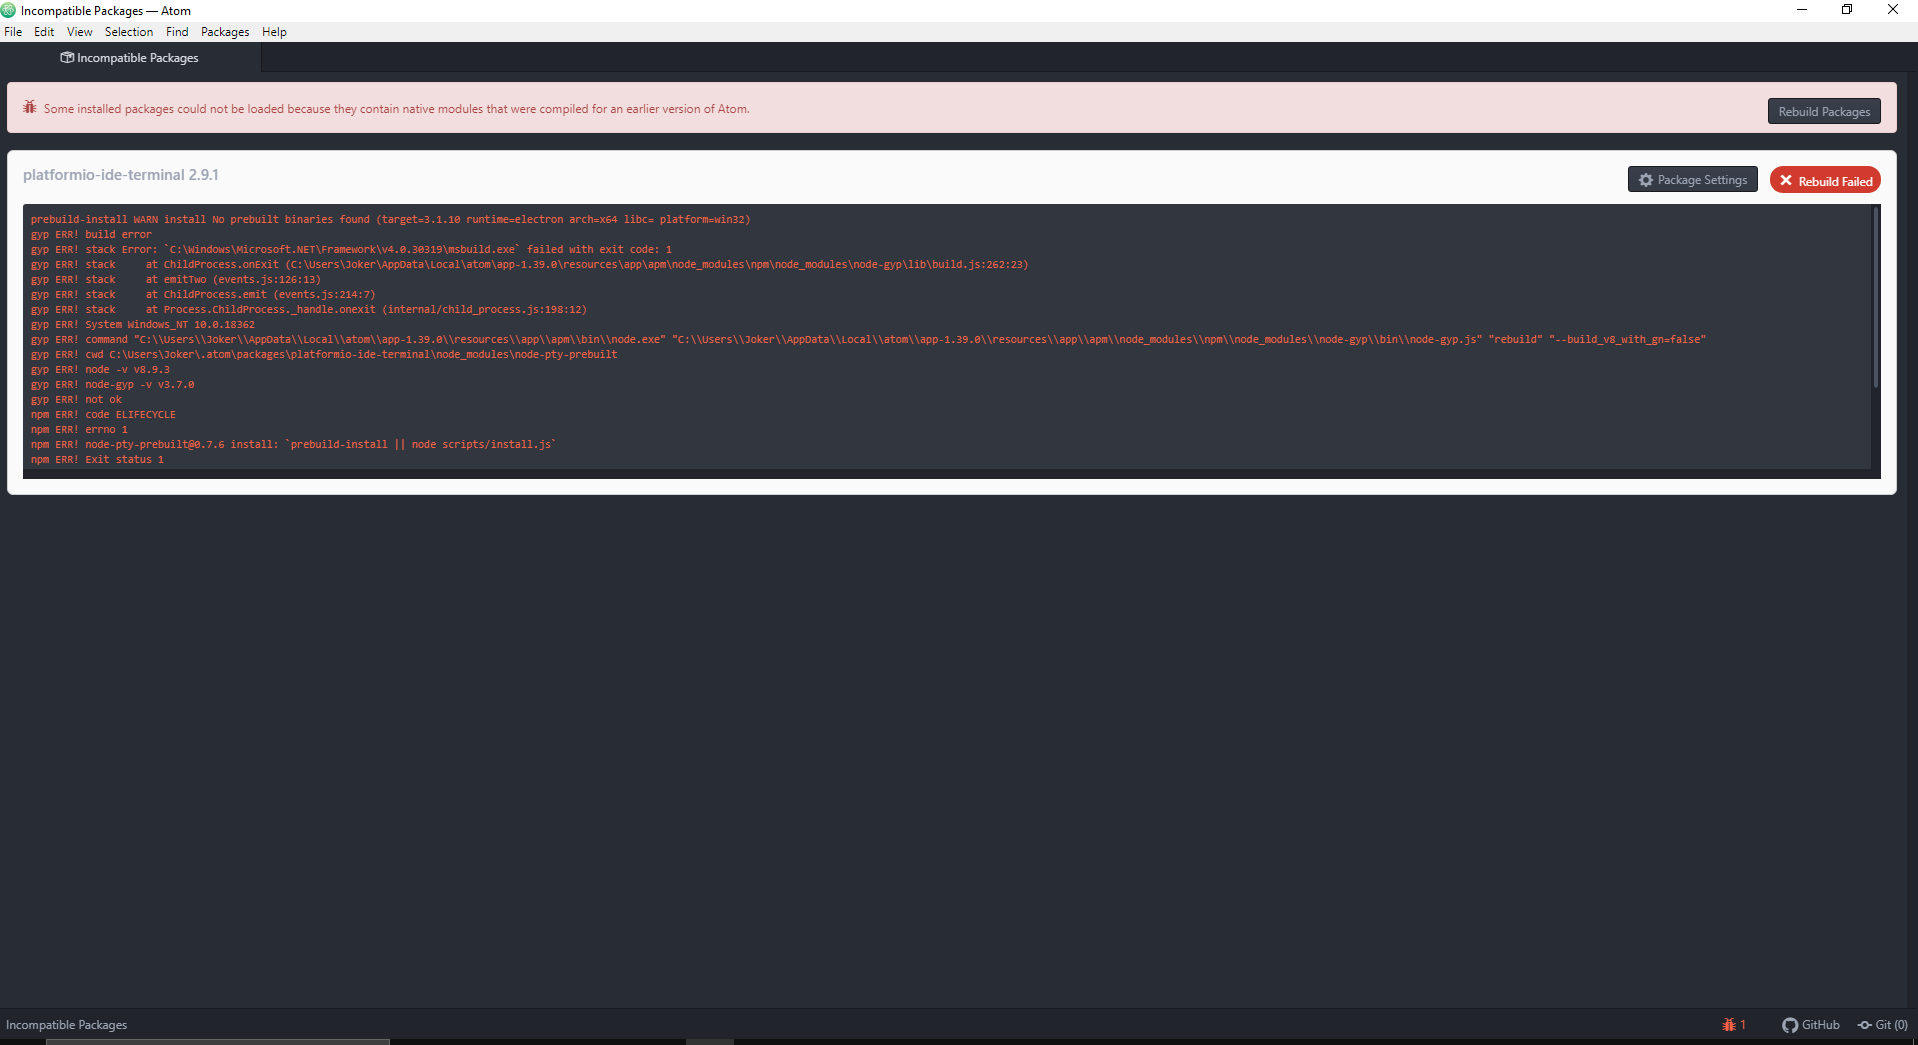 Incompatible Packages — Atom
File Edit View Selection Find Packages Help
Incompatible Packages
Some installed packages could not be loaded because they contain native modules that were compiled for an earlier version of Atom.
Rebuild Packages
platformio-ide-terminal 2.9.1
Package Settings
Rebuild Failed
prebuild-install WARN install No prebuilt binaries found (target=3.1.10 runtime=electron arch=x64 libc= platform=win32)
gyp ERR! build error
gyp ERR! stack Error: `C:\Windows\Microsoft.NET\Framework\v4.0.30319\msbuild.exe` failed with exit code: 1
gyp ERR! stack     at ChildProcess.onExit (C:\Users\Joker\AppData\Local\atom\app-1.39.0\resources\app\apm\node_modules\npm\node_modules\node-gyp\lib\build.js:262:23)
gyp ERR! stack     at emitTwo (events.js:126:13)
gyp ERR! stack     at ChildProcess.emit (events.js:214:7)
gyp ERR! stack     at Process.ChildProcess._handle.onexit (internal/child_process.js:198:12)
gyp ERR! System Windows_NT 10.0.18362
gyp ERR! command "C:\\Users\\Joker\\AppData\\Local\\atom\\app-1.39.0\\resources\\app\\apm\\bin\\node.exe" "C:\\Users\\Joker\\AppData\\Local\\atom\\app-1.39.0\\resources\\app\\apm\\node_modules\\npm\\node_modules\\node-gyp\\bin\\node-gyp.js" "rebuild" "--build_v8_with_gn=false"
gyp ERR! cwd C:\Users\Joker\.atom\packages\platformio-ide-terminal\node_modules\node-pty-prebuilt
gyp ERR! node -v v8.9.3
gyp ERR! node-gyp -v v3.7.0
gyp ERR! not ok
npm ERR! code ELIFECYCLE
npm ERR! errno 1
npm ERR! node-pty-prebuilt@0.7.6 install: `prebuild-install || node scripts/install.js`
npm ERR! Exit status 1
Incompatible Packages
1
GitHub
Git (0)